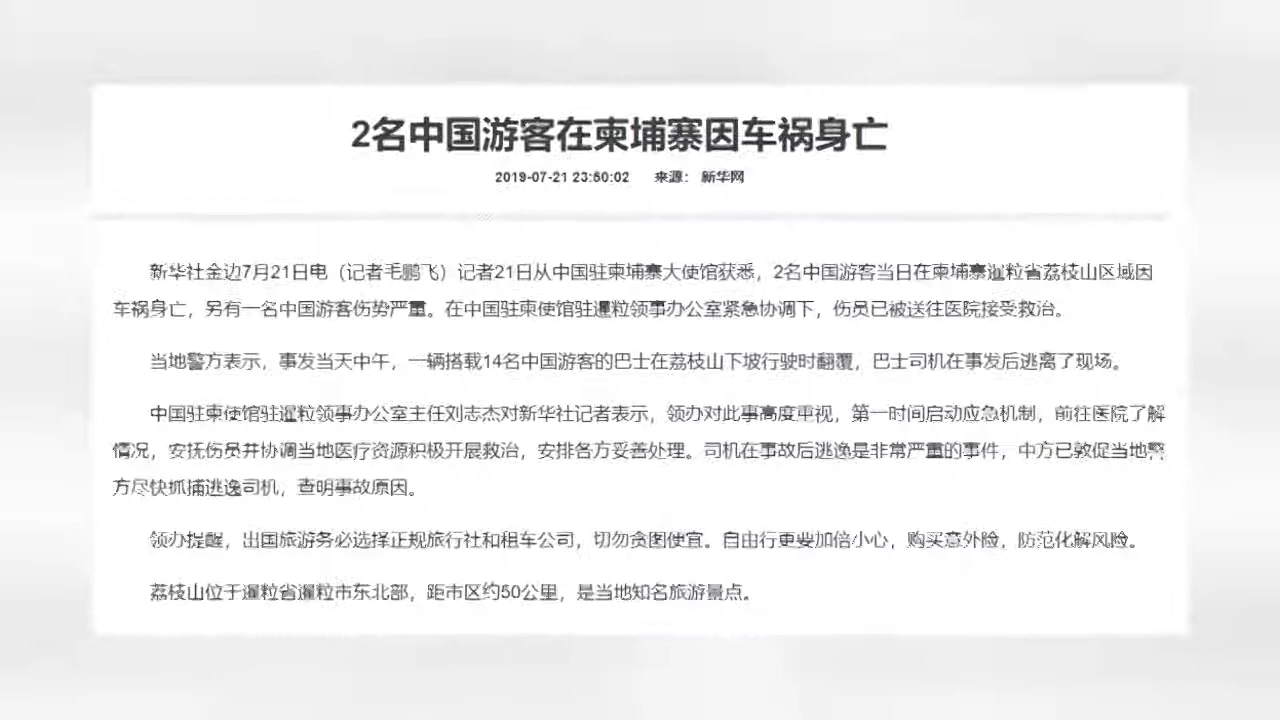 2名中国游客在柬埔寨因车祸身亡
2019-07-21 23:50:02 来源： 新华网
新华社金边7月21日电（记者毛鹏飞）记者21日从中国驻柬埔寨大使馆获悉，2名中国游客当日在柬埔寨暹粒省荔枝山区域因
车祸身亡，另有一名中国游客伤势严重。在中国驻柬使馆驻暹粒领事办公室紧急协调下，伤员已被送往医院接受救治。
当地警方表示，事发当天中午，一辆搭载14名中国游客的巴士在荔枝山下坡行驶时翻覆，巴士司机在事发后逃离了现场。
中国驻柬使馆驻暹粒领事办公室主任刘志杰对新华社记者表示，领办对此事高度重视，第一时间启动应急机制，前往医院了解
情况，安抚伤员并协调当地医疗资源积极开展救治，安排各方妥善处理。司机在事故后逃逸是非常严重的事件，中方已敦促当地警
方尽快抓捕逃逸司机，查明事故原因。
领办提醒，出国旅游务必选择正规旅行社和租车公司，切勿贪图便宜。自由行更要加倍小心，购买意外险，防范化解风险。
荔枝山位于暹粒省暹粒市东北部，距市区约50公里，是当地知名旅游景点。